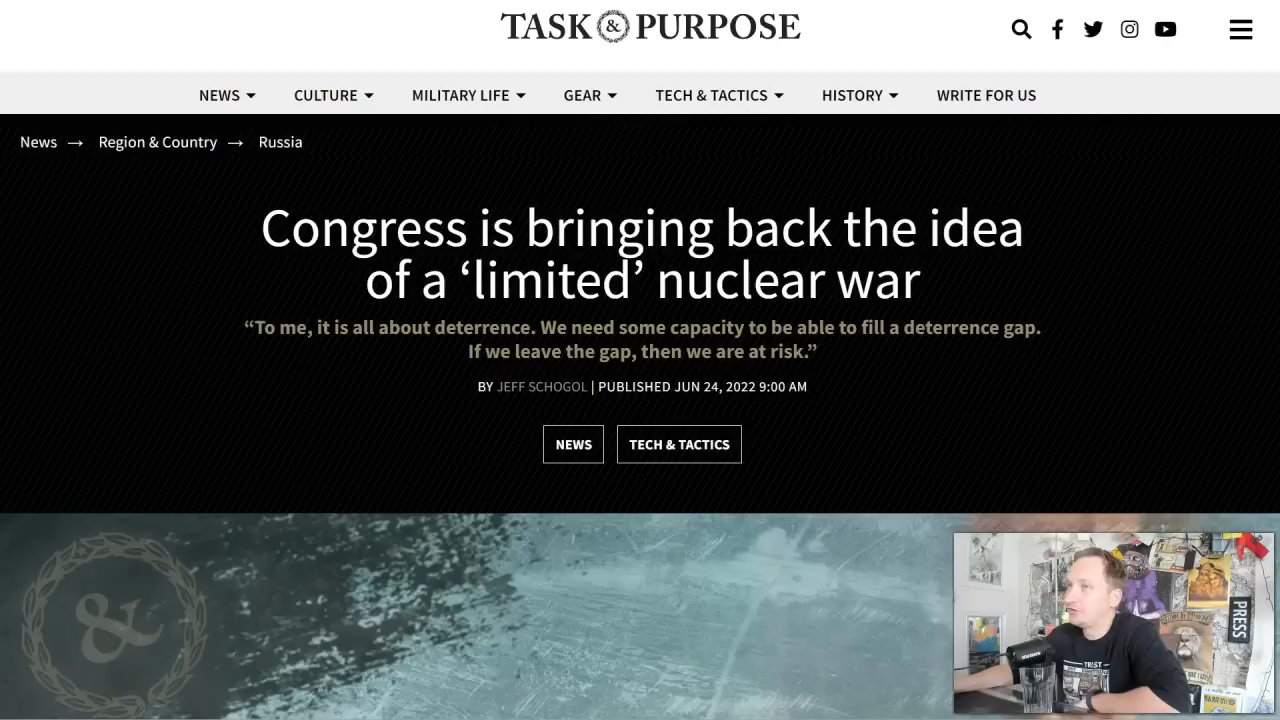 TASK & PURPOSE
NEWS CULTURE MILITARY LIFE GEAR TECH & TACTICS HISTORY WRITE FOR US
News → Region & Country → Russia
Congress is bringing back the idea
of a ‘limited’ nuclear war
“To me, it is all about deterrence. We need some capacity to be able to fill a deterrence gap.
If we leave the gap, then we are at risk.”
BY JEFF SCHOGOL | PUBLISHED JUN 24, 2022 9:00 AM
NEWS TECH & TACTICS
&
PRESS
TRUST